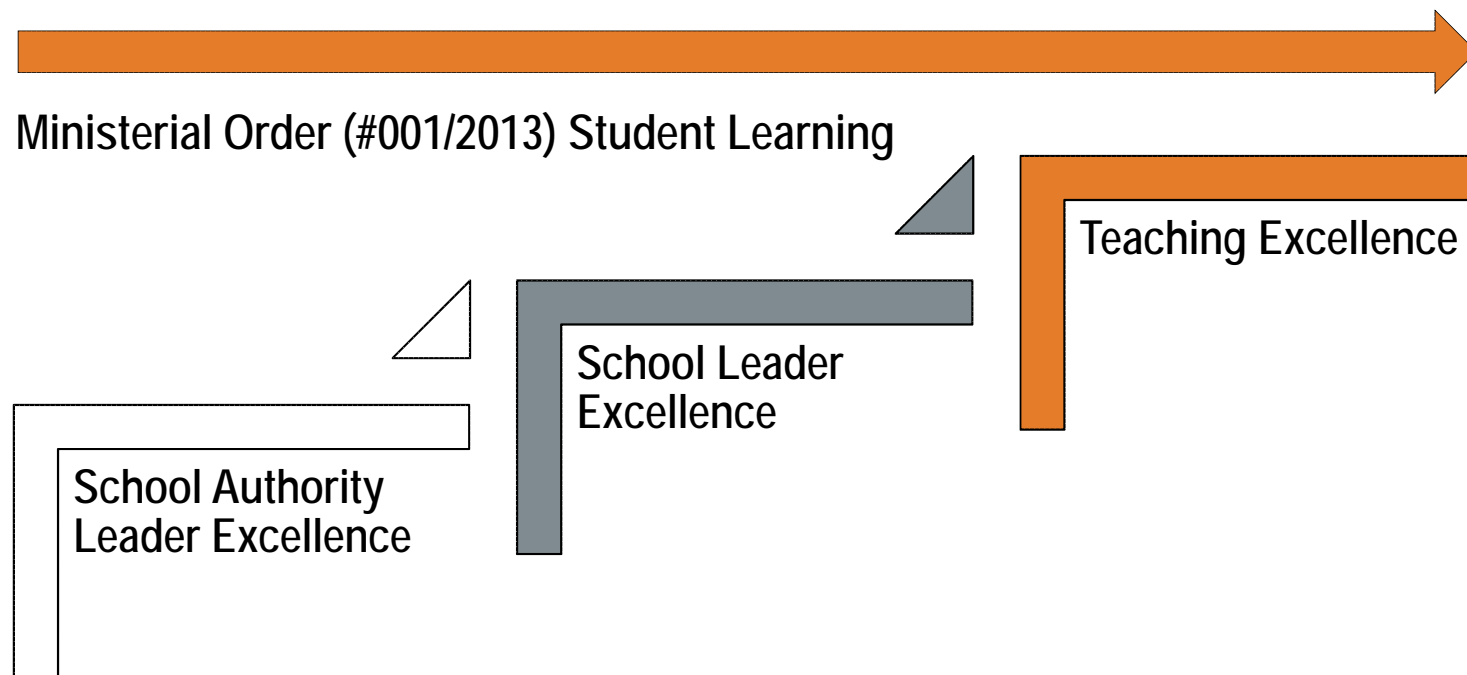 Ministerial Order (#001/2013) Student Learning
Teaching Excellence
School Leader
Excellence
School Authority
Leader Excellence